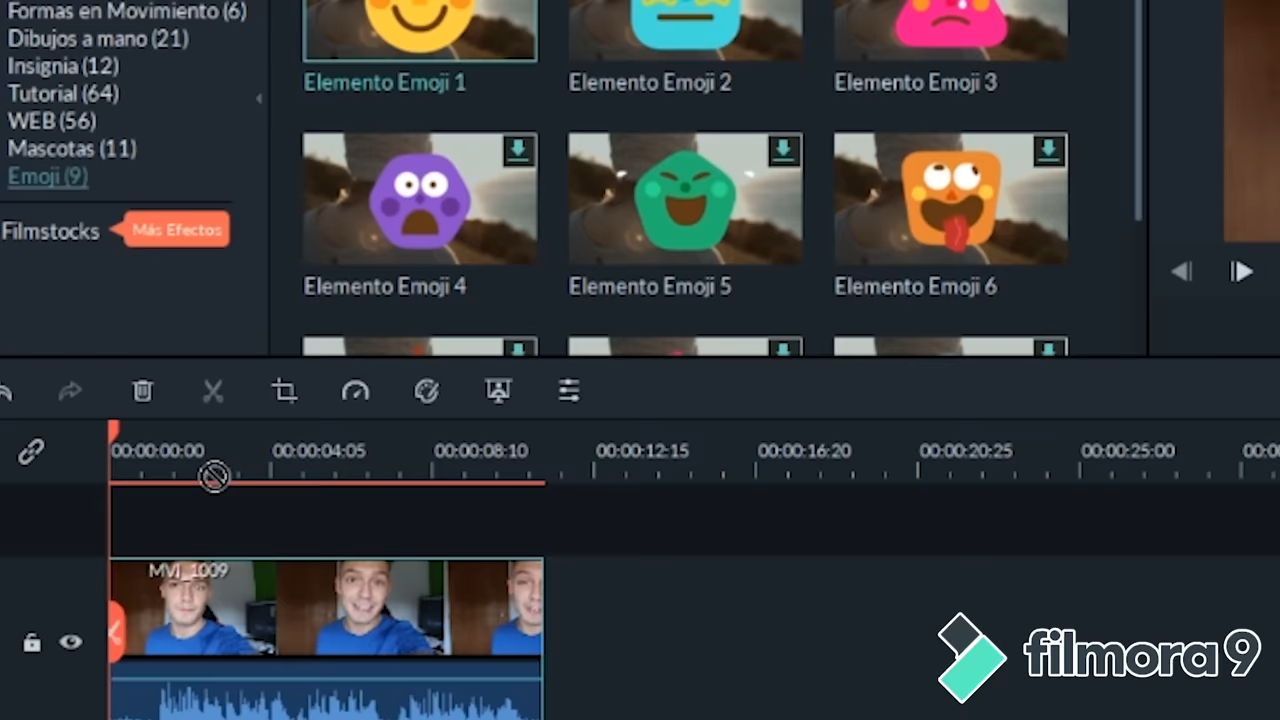 Formas en Movimiento (6)
Dibujos a mano (21)
Insignia (12)
Tutorial (64)
WEB (56)
Mascotas (11)
Emoji (9)
Filmstocks
Más Efectos
Elemento Emoji 1
Elemento Emoji 2
Elemento Emoji 3
Elemento Emoji 4
Elemento Emoji 5
Elemento Emoji 6
00:00:00:00 00:00:04:05 00:00:08:10 00:00:12:15 00:00:16:20 00:00:20:25 00:00:25:00 00:0
MVI_1009
filmora9